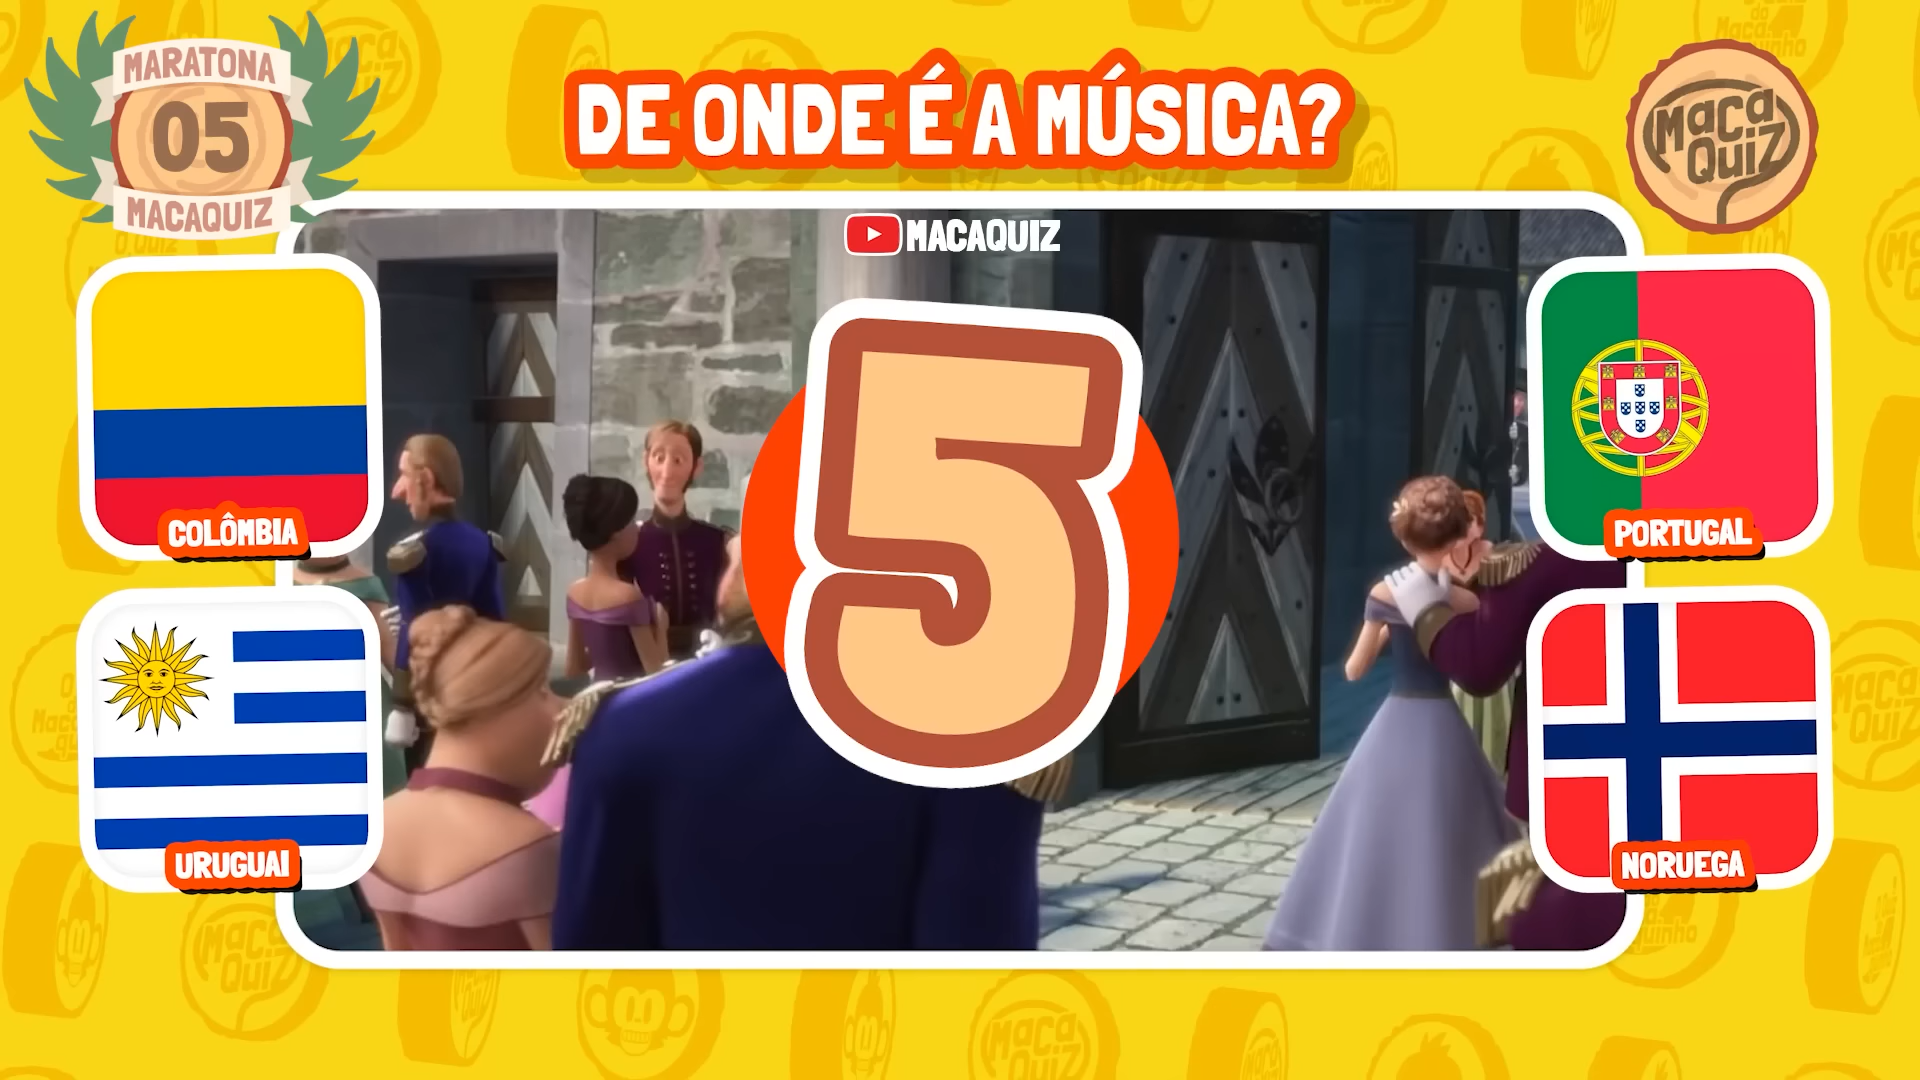 MARATONA
05
MACAQUIZ
DE ONDE É A MÚSICA?
MACA
QUIZ
MACAQUIZ
5
COLÔMBIA
PORTUGAL
URUGUAI
NORUEGA